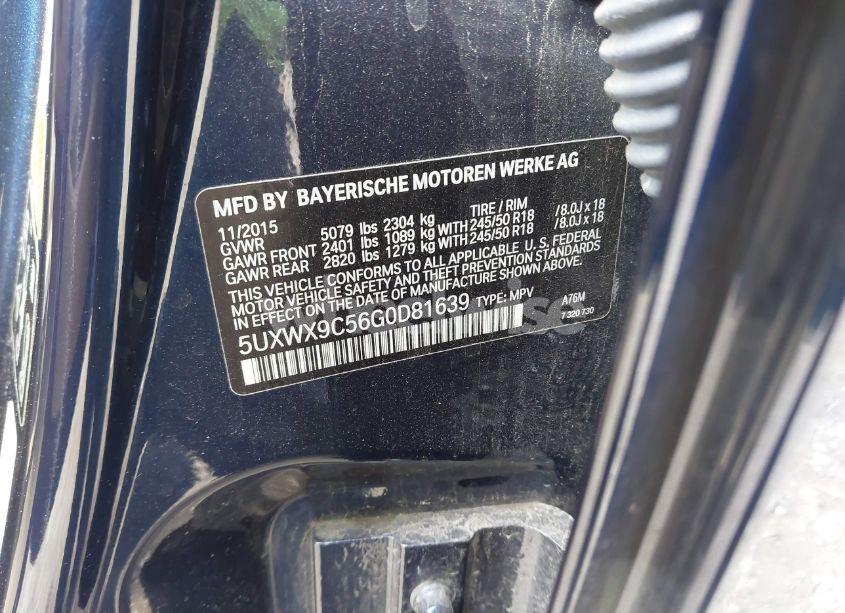 MFD BY BAYERISCHE MOTOREN WERKE AG
11/2015 TIRE / RIM
GVWR 5079 lbs 2304 kg
GAWR FRONT 2401 lbs 1089 kg WITH 245/50 R18 /8.0J x 18
GAWR REAR 2820 lbs 1279 kg WITH 245/50 R18 /8.0J x 18
THIS VEHICLE CONFORMS TO ALL APPLICABLE U. S. FEDERAL
MOTOR VEHICLE SAFETY AND THEFT PREVENTION STANDARDS
IN EFFECT ON THE DATE OF MANUFACTURE SHOWN ABOVE.
5UXWX9C56G0D81639 TYPE: MPV A76M
7 320 730